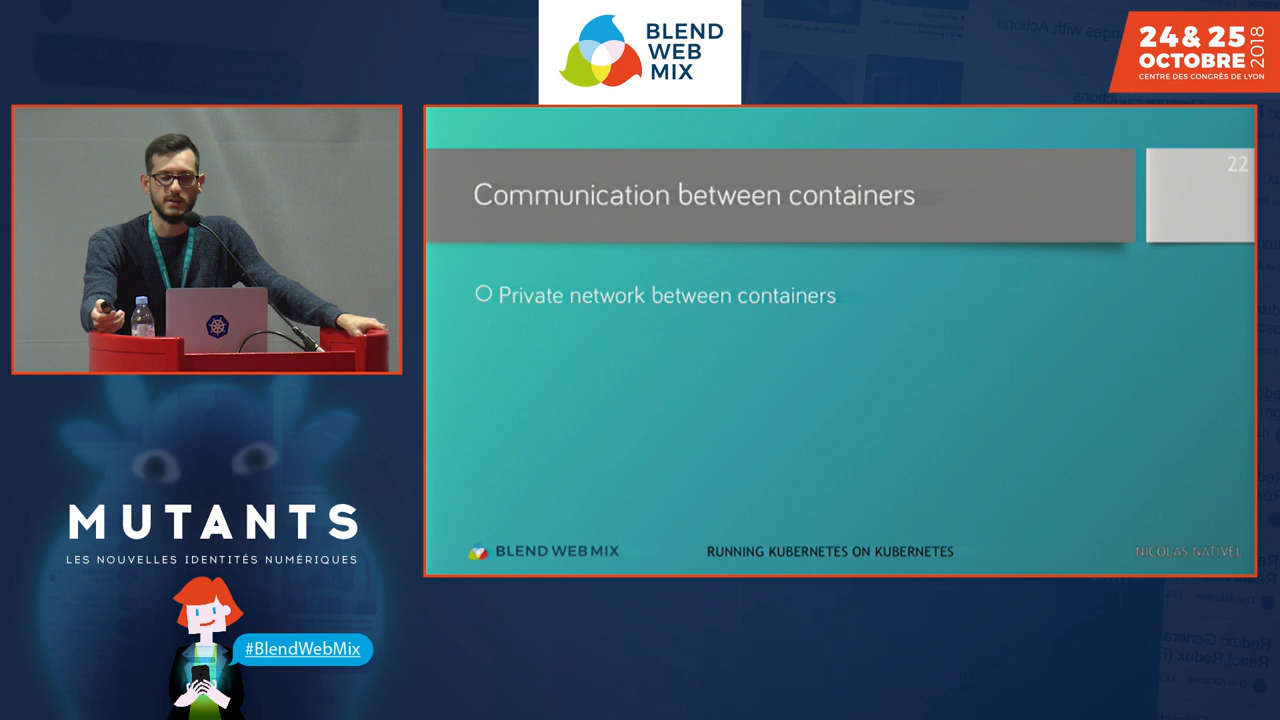 BLEND
WEB
MIX
24 & 25
OCTOBRE
2018
CENTRE DES CONGRÈS DE LYON
Communication between containers
22
Private network between containers
BLEND WEB MIX
RUNNING KUBERNETES ON KUBERNETES
NICOLAS NATIVEL
MUTANTS
LES NOUVELLES IDENTITÉS NUMÉRIQUES
#BlendWebMix